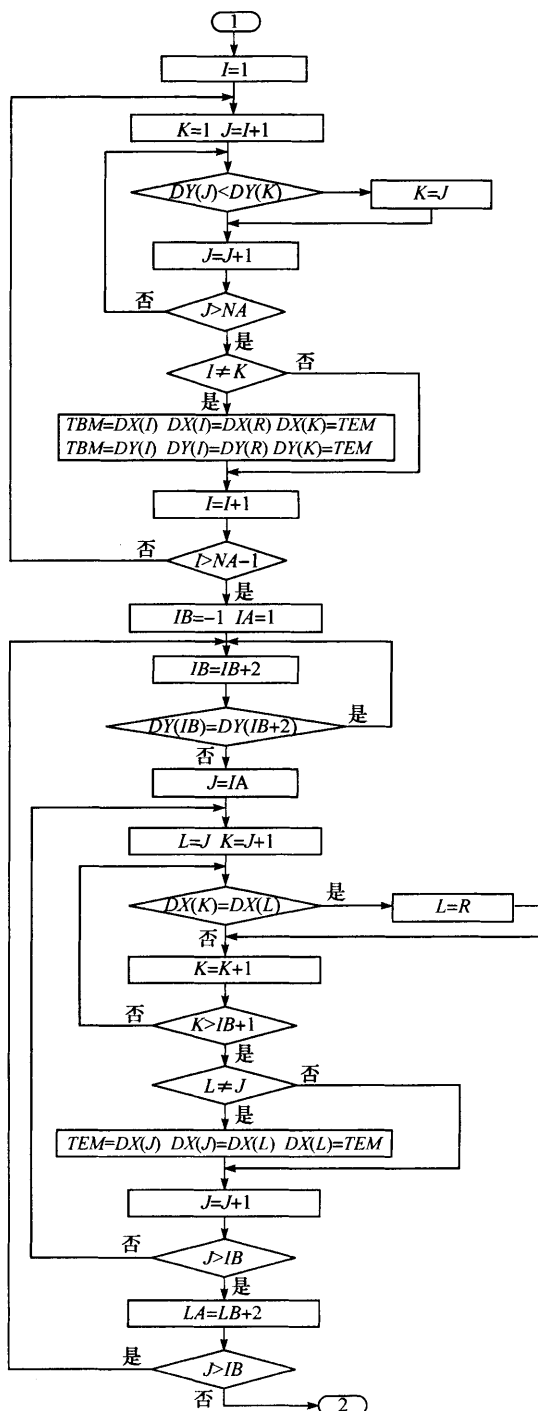 1
I=1
K=1 J=I+1
DY(J)<DY(K)
K=J
J=J+1
否
J>NA
是
I≠K
否
是
TBM=DX(I) DX(I)=DX(R) DX(K)=TEM
TBM=DY(I) DY(I)=DY(R) DY(K)=TEM
I=I+1
否
I>NA-1
是
IB=-1 IA=1
IB=IB+2
DY(IB)=DY(IB+2)
是
否
J=IA
L=J K=J+1
DX(K)=DX(L)
是
L=R
否
K=K+1
否
K>IB+1
是
L≠J
否
是
TEM=DX(J) DX(J)=DX(L) DX(L)=TEM
J=J+1
否
J>IB
是
LA=LB+2
是
J>IB
否
2